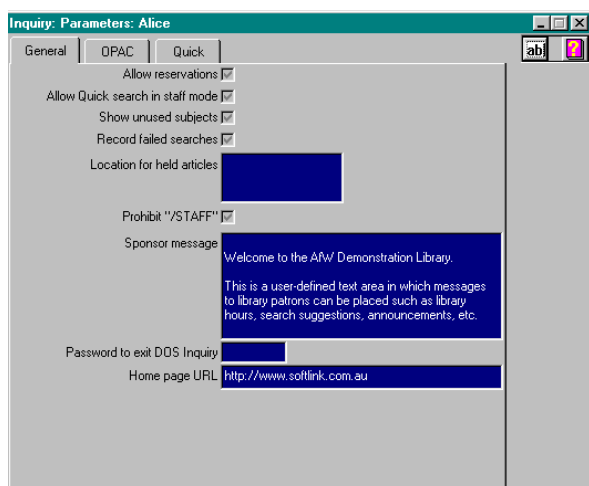 Inquiry: Parameters: Alice
General OPAC Quick
ab
?
Allow reservations
Allow Quick search in staff mode
Show unused subjects
Record failed searches
Location for held articles
Prohibit "/STAFF"
Sponsor message
Welcome to the AfW Demonstration Library.
This is a user-defined text area in which messages
to library patrons can be placed such as library
hours, search suggestions, announcements, etc.
Password to exit DOS Inquiry
Home page URL http://www.softlink.com.au